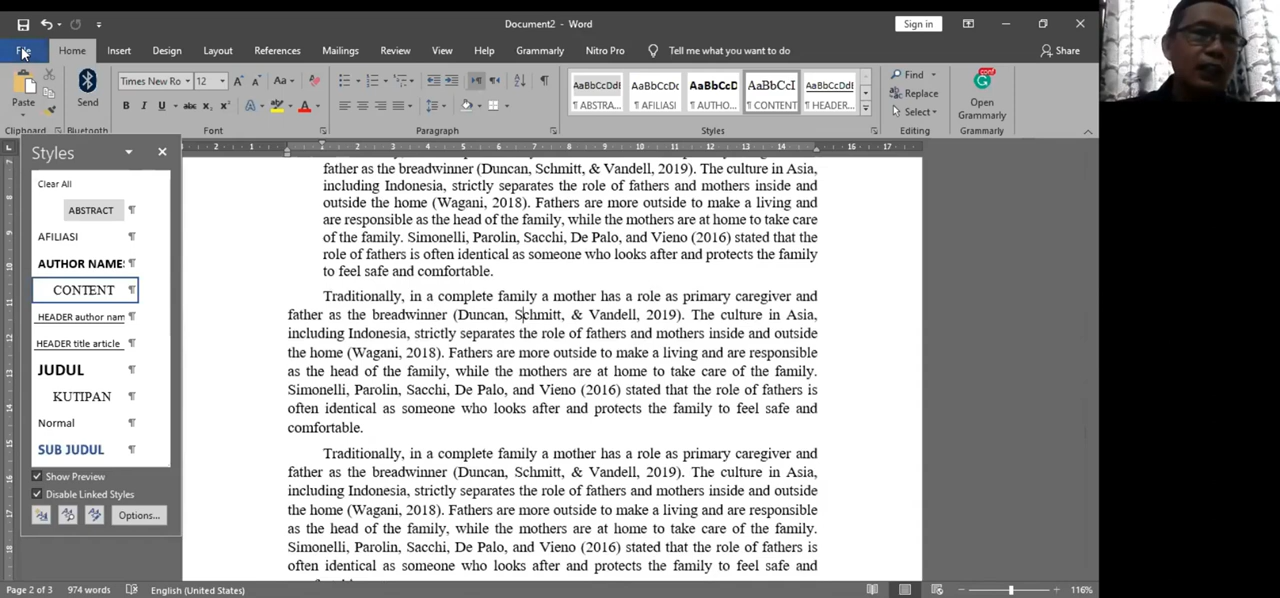 Document2 - Word
Sign in
File Home Insert Design Layout References Mailings Review View Help Grammarly Nitro Pro Tell me what you want to do Share
Paste
Send
Times New Ro 12
AaBbCcDdI AaBbCcDc AaBbCcD AaBbCcI AaBbCcDd
¶ ABSTRA... ¶ AFILIASI ¶ AUTHO... ¶ CONTENT ¶ HEADER...
Find
Replace
Select
Open
Grammarly
Clipboard Bluetooth Font Paragraph Styles Editing Grammarly
Styles
Clear All
ABSTRACT ¶
AFILIASI ¶
AUTHOR NAME: ¶
CONTENT ¶
HEADER author nam ¶
HEADER title article ¶
JUDUL ¶
KUTIPAN ¶
Normal ¶
SUB JUDUL ¶
Show Preview
Disable Linked Styles
Options...
father as the breadwinner (Duncan, Schmitt, & Vandell, 2019). The culture in Asia,
including Indonesia, strictly separates the role of fathers and mothers inside and
outside the home (Wagani, 2018). Fathers are more outside to make a living and
are responsible as the head of the family, while the mothers are at home to take care
of the family. Simonelli, Parolin, Sacchi, De Palo, and Vieno (2016) stated that the
role of fathers is often identical as someone who looks after and protects the family
to feel safe and comfortable.
Traditionally, in a complete family a mother has a role as primary caregiver and
father as the breadwinner (Duncan, Schmitt, & Vandell, 2019). The culture in Asia,
including Indonesia, strictly separates the role of fathers and mothers inside and outside
the home (Wagani, 2018). Fathers are more outside to make a living and are responsible
as the head of the family, while the mothers are at home to take care of the family.
Simonelli, Parolin, Sacchi, De Palo, and Vieno (2016) stated that the role of fathers is
often identical as someone who looks after and protects the family to feel safe and
comfortable.
Traditionally, in a complete family a mother has a role as primary caregiver and
father as the breadwinner (Duncan, Schmitt, & Vandell, 2019). The culture in Asia,
including Indonesia, strictly separates the role of fathers and mothers inside and outside
the home (Wagani, 2018). Fathers are more outside to make a living and are responsible
as the head of the family, while the mothers are at home to take care of the family.
Simonelli, Parolin, Sacchi, De Palo, and Vieno (2016) stated that the role of fathers is
often identical as someone who looks after and protects the family to feel safe and
Page 2 of 3 974 words English (United States) 116%